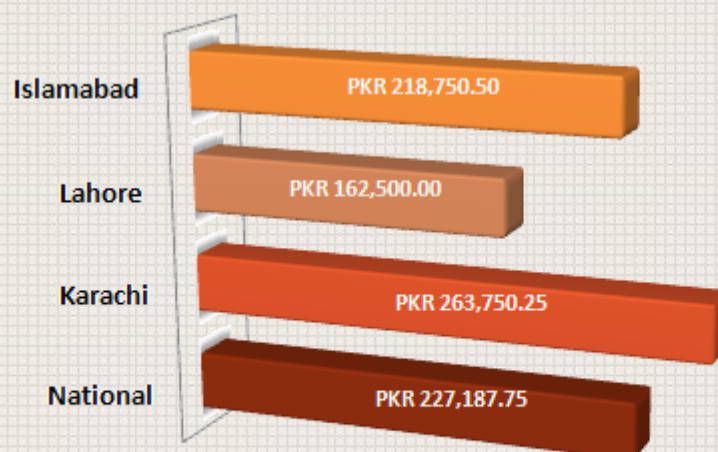 Islamabad PKR 218,750.50
Lahore PKR 162,500.00
Karachi PKR 263,750.25
National PKR 227,187.75